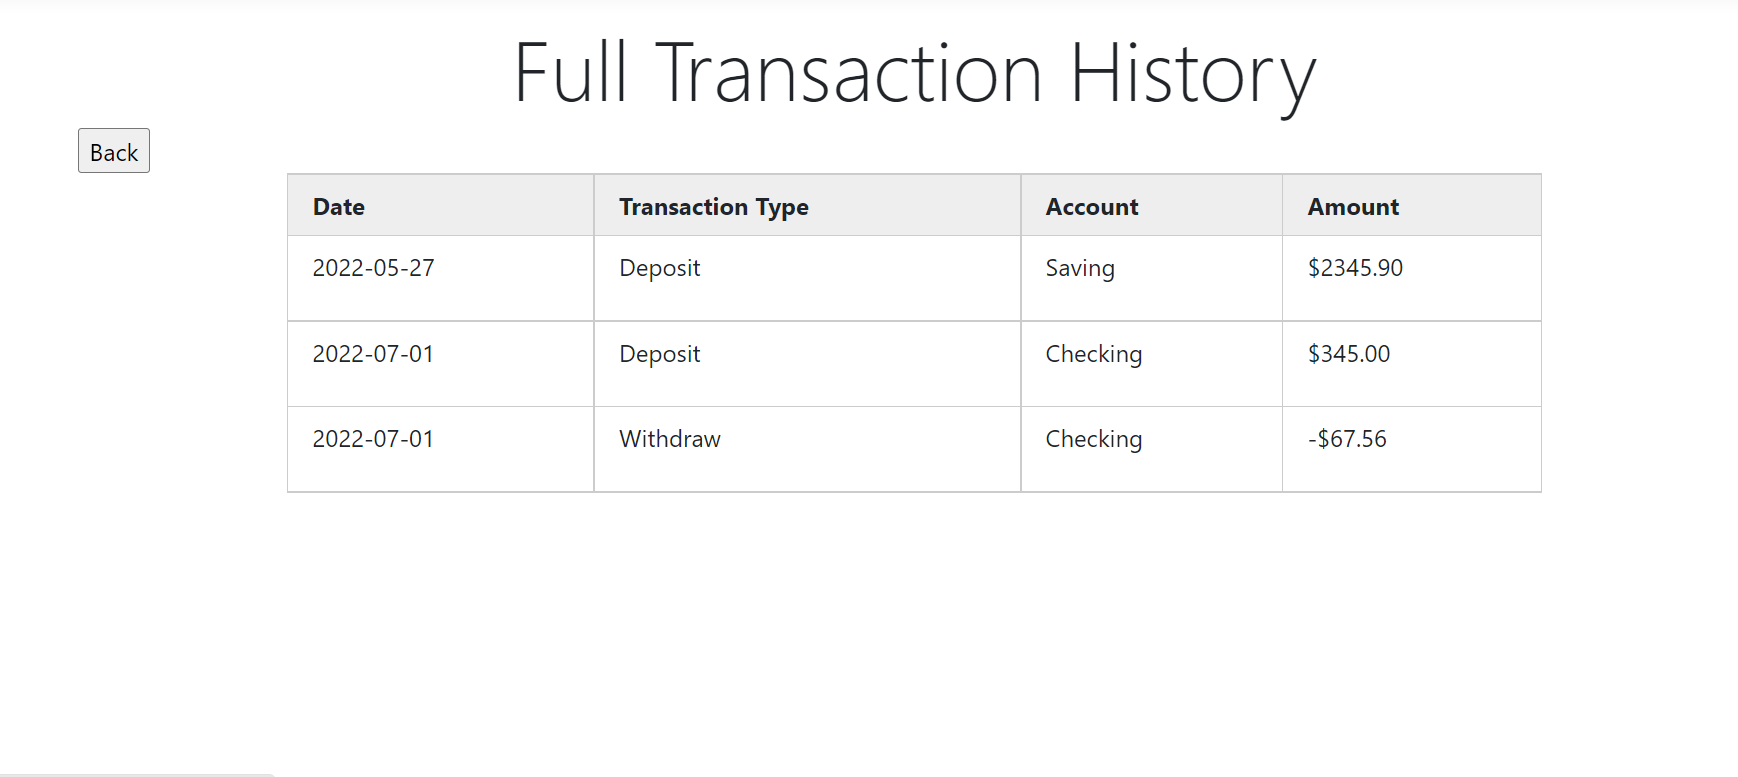 Full Transaction History
Back
Date Transaction Type Account Amount
2022-05-27 Deposit Saving $2345.90
2022-07-01 Deposit Checking $345.00
2022-07-01 Withdraw Checking -$67.56